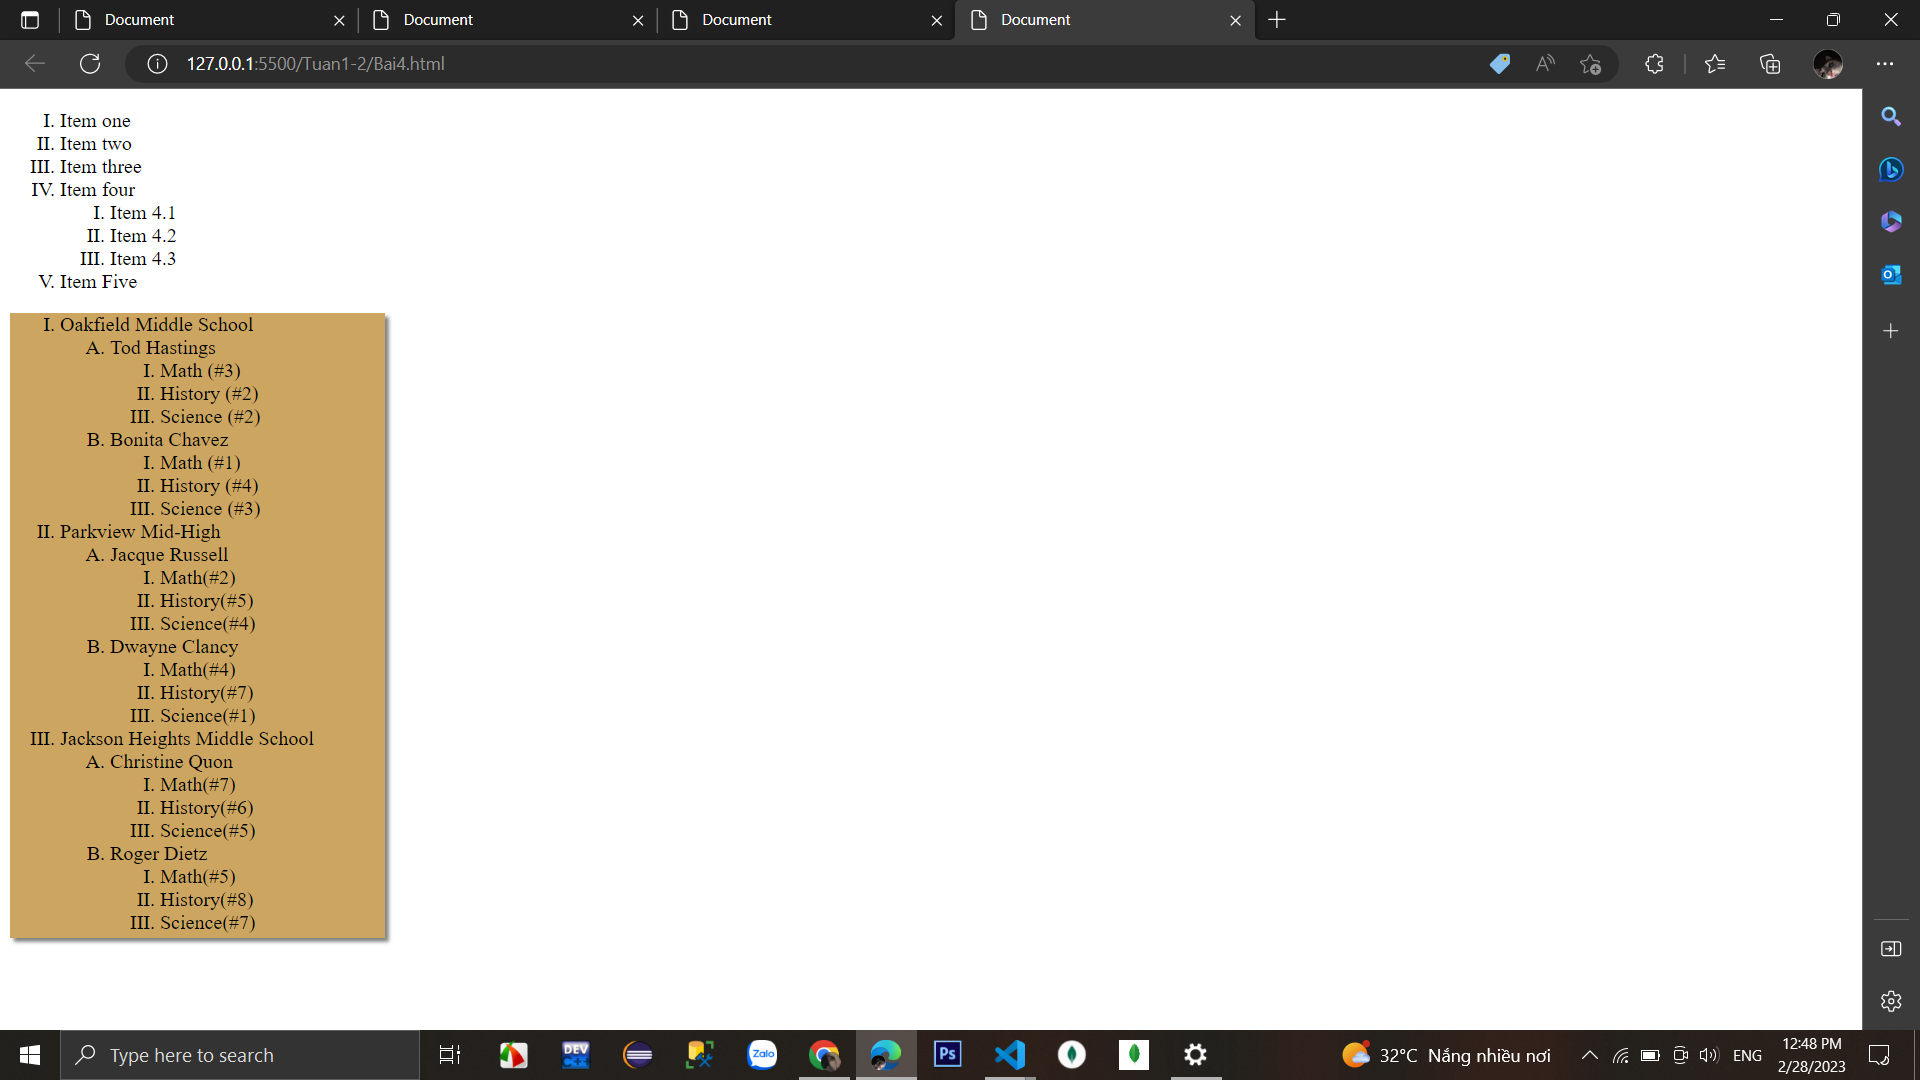 Document
Document
Document
Document
127.0.0.1:5500/Tuan1-2/Bai4.html
I. Item one
II. Item two
III. Item three
IV. Item four
I. Item 4.1
II. Item 4.2
III. Item 4.3
V. Item Five
I. Oakfield Middle School
A. Tod Hastings
I. Math (#3)
II. History (#2)
III. Science (#2)
B. Bonita Chavez
I. Math (#1)
II. History (#4)
III. Science (#3)
II. Parkview Mid-High
A. Jacque Russell
I. Math(#2)
II. History(#5)
III. Science(#4)
B. Dwayne Clancy
I. Math(#4)
II. History(#7)
III. Science(#1)
III. Jackson Heights Middle School
A. Christine Quon
I. Math(#7)
II. History(#6)
III. Science(#5)
B. Roger Dietz
I. Math(#5)
II. History(#8)
III. Science(#7)
Type here to search
DEV C++
Zalo
Ps
32°C Nắng nhiều nơi
ENG
12:48 PM
2/28/2023